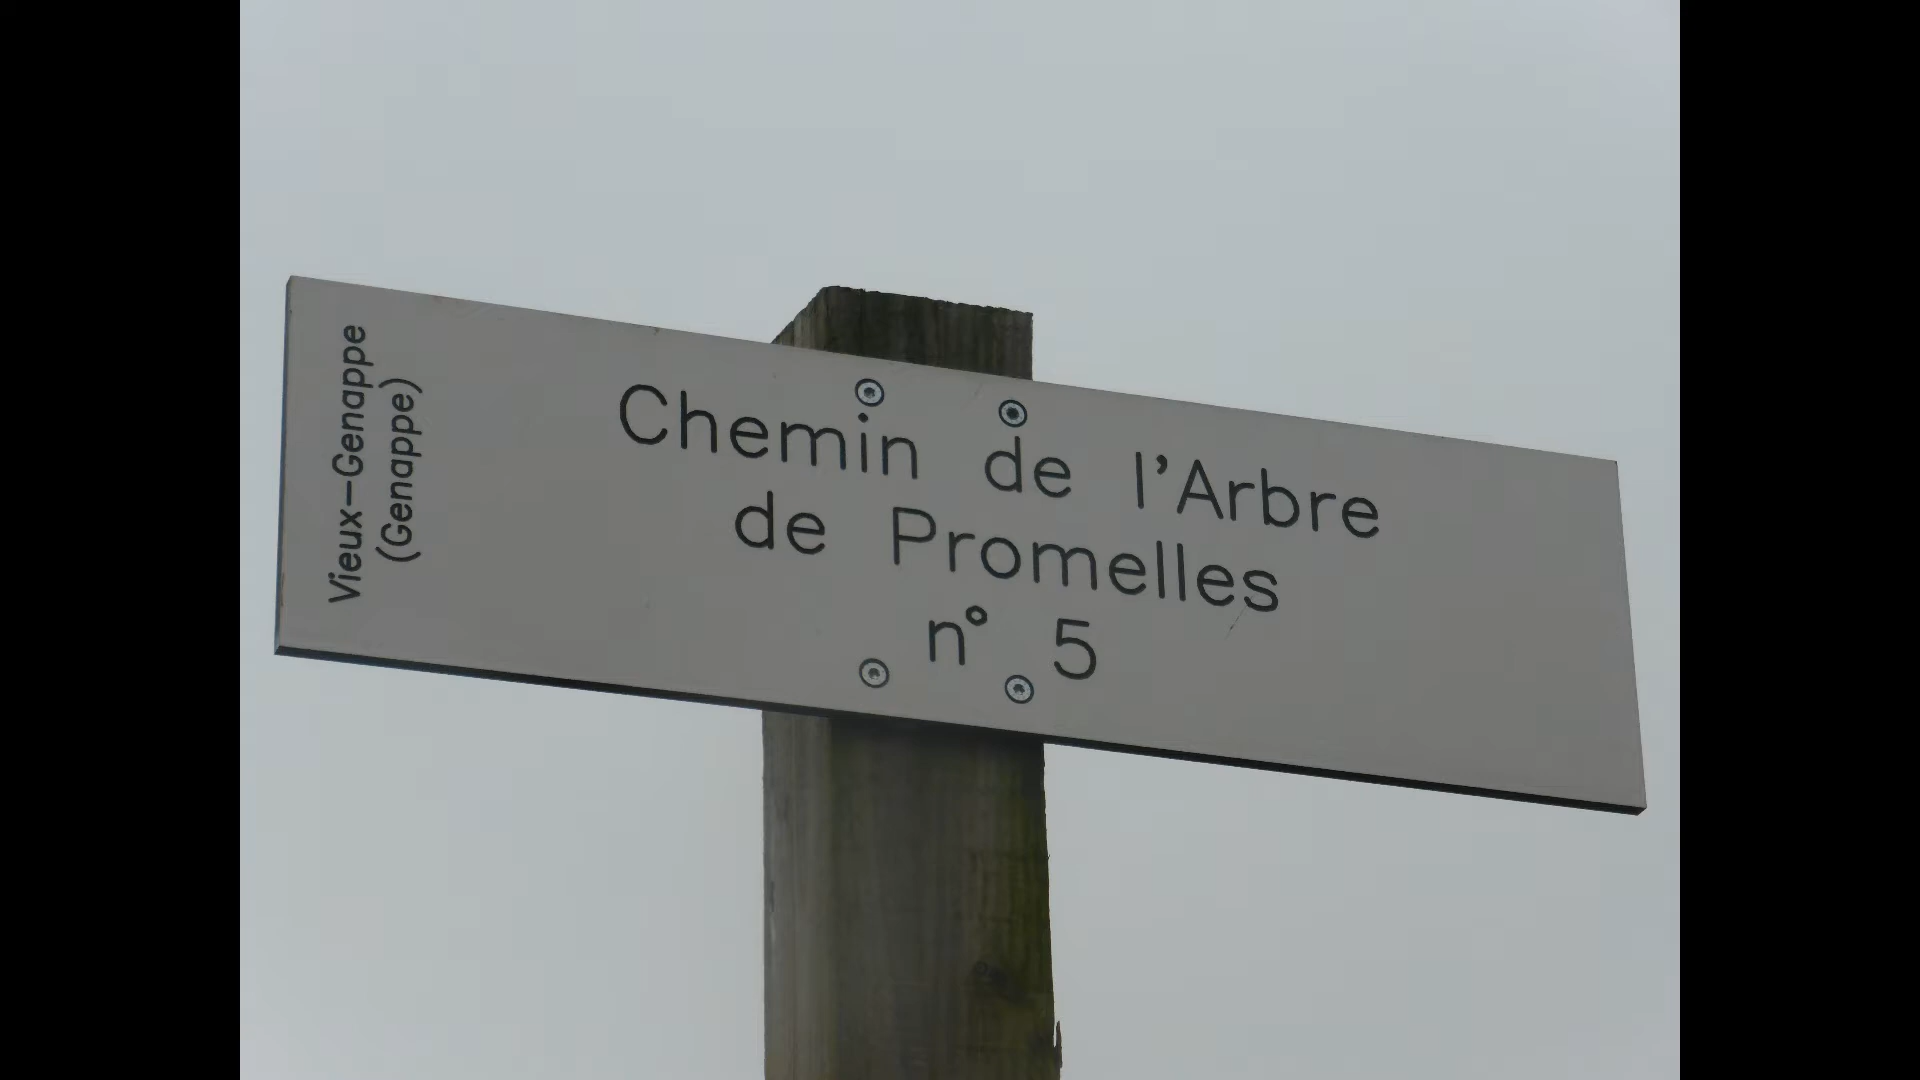 Vieux-Genappe
(Genappe)
Chemin de l'Arbre
de Promelles
n° 5